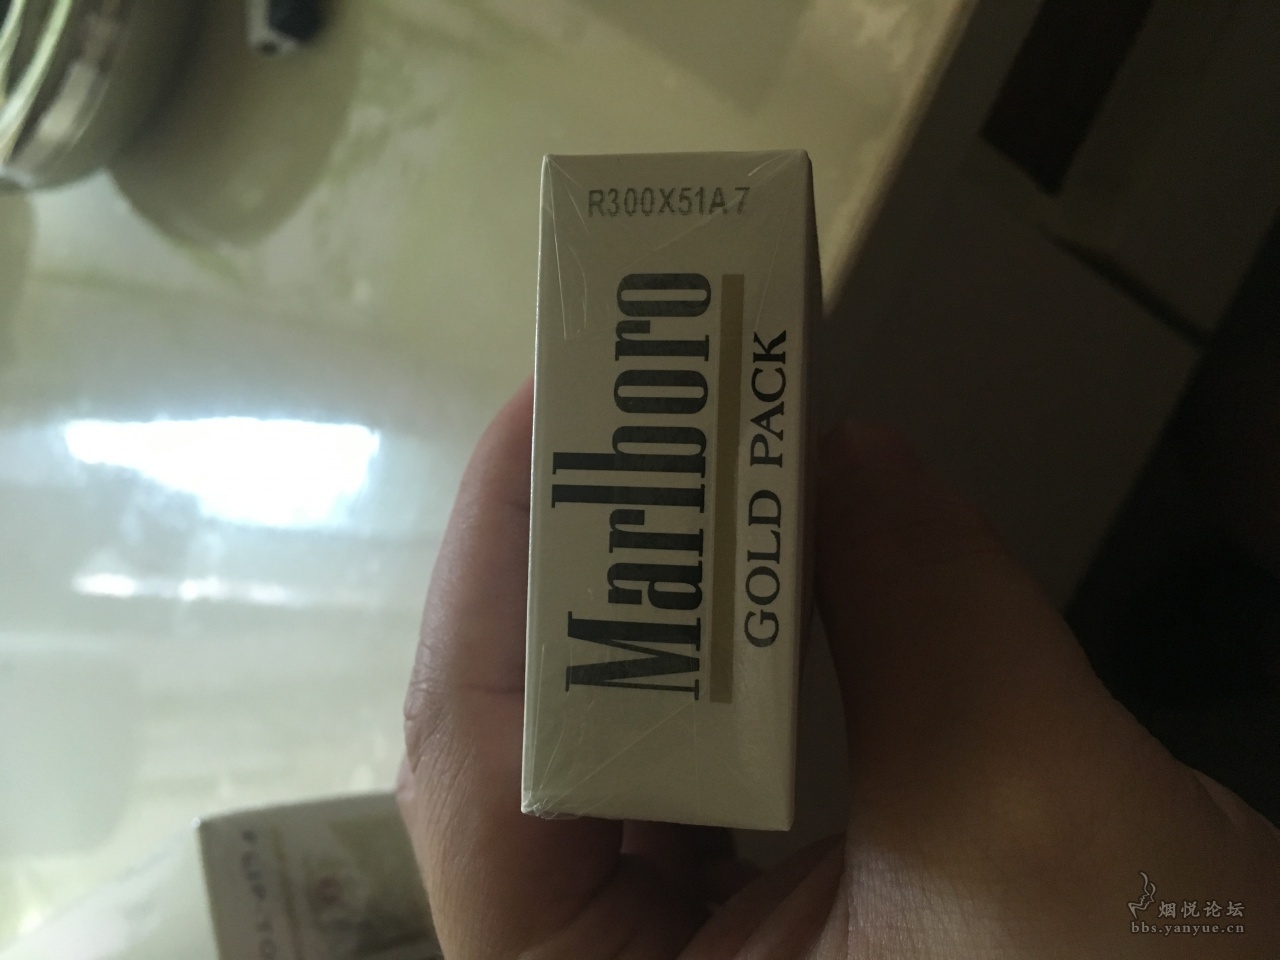 R300X51A7
Marlboro
GOLD PACK
烟悦论坛
bbs.yanyue.cn